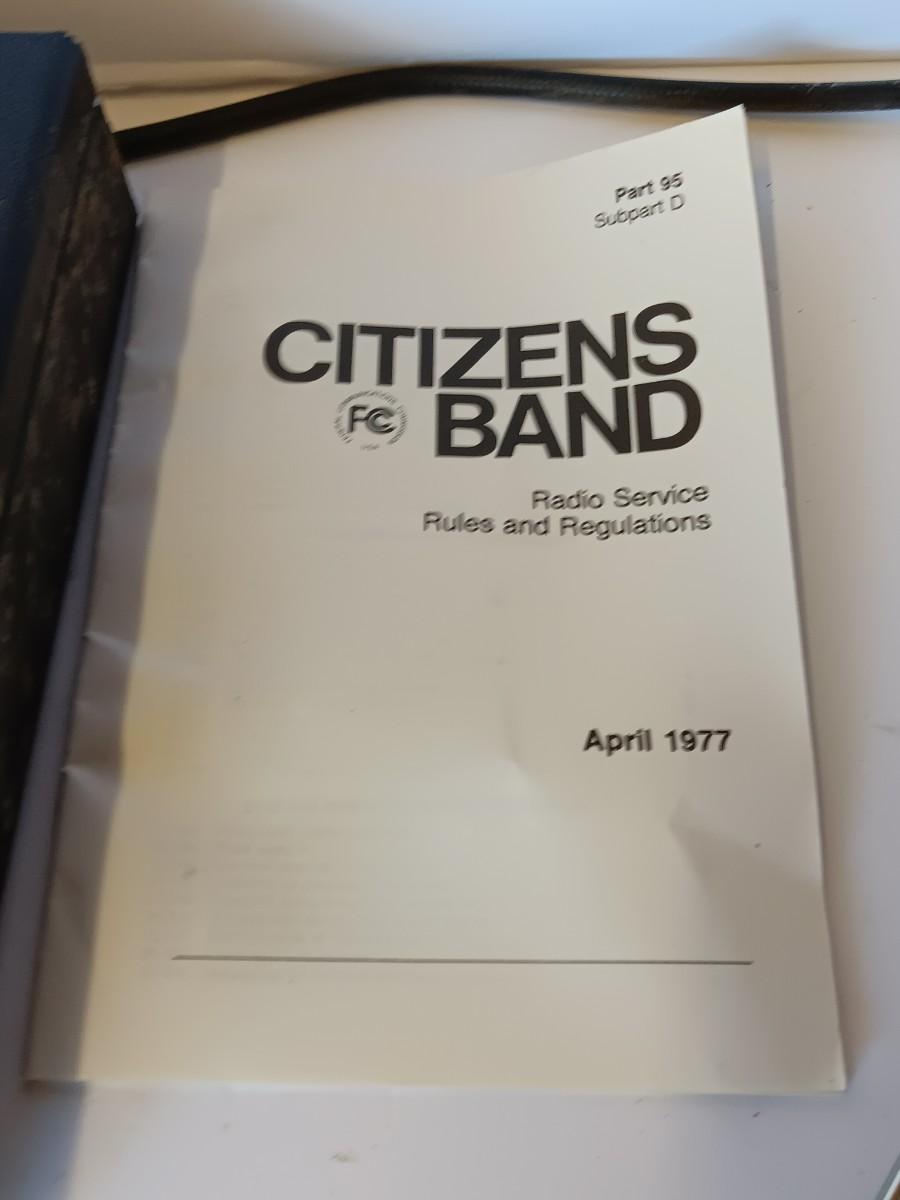 Part 95
Subpart D
CITIZENS
FCC
BAND
Radio Service
Rules and Regulations
April 1977